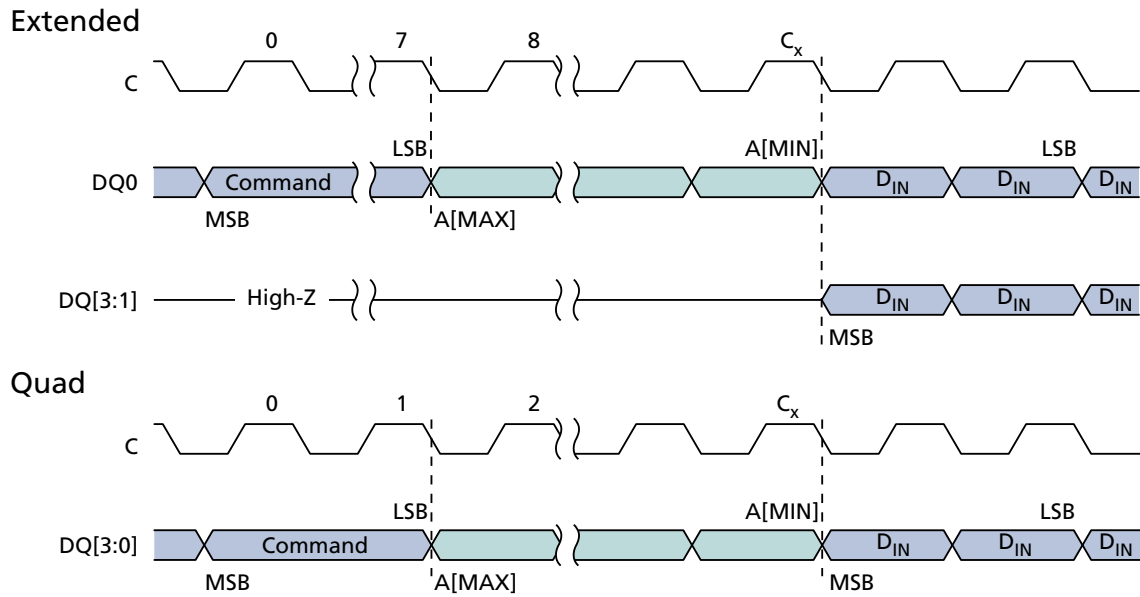 Extended
0 7 8 Cx
C
LSB A[MIN] LSB
DQ0 Command DIN DIN DIN
MSB A[MAX]
DQ[3:1] High-Z DIN DIN DIN
MSB
Quad
0 1 2 Cx
C
LSB A[MIN] LSB
DQ[3:0] Command DIN DIN DIN
MSB A[MAX] MSB